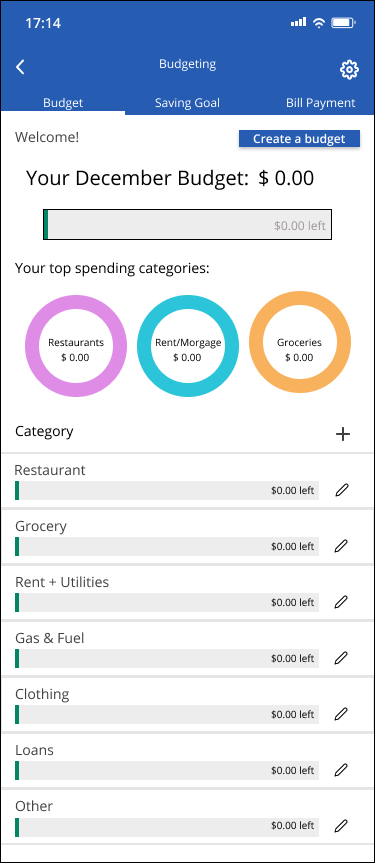 17:14
Budgeting
Budget Saving Goal Bill Payment
Welcome!
Create a budget
Your December Budget: $ 0.00
$0.00 left
Your top spending categories:
Restaurants
$ 0.00
Rent/Morgage
$ 0.00
Groceries
$ 0.00
Category
Restaurant
$0.00 left
Grocery
$0.00 left
Rent + Utilities
$0.00 left
Gas & Fuel
$0.00 left
Clothing
$0.00 left
Loans
$0.00 left
Other
$0.00 left